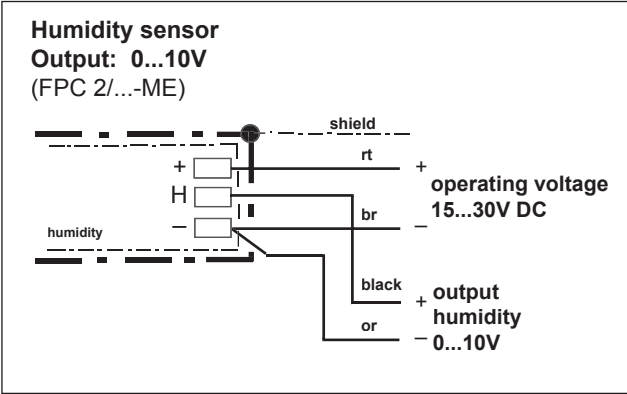 Humidity sensor
Output: 0...10V
(FPC 2/...-ME)
shield
rt
+ +
operating voltage
15...30V DC
H
br
humidity
– –
black
+ output
humidity
or
– 0...10V